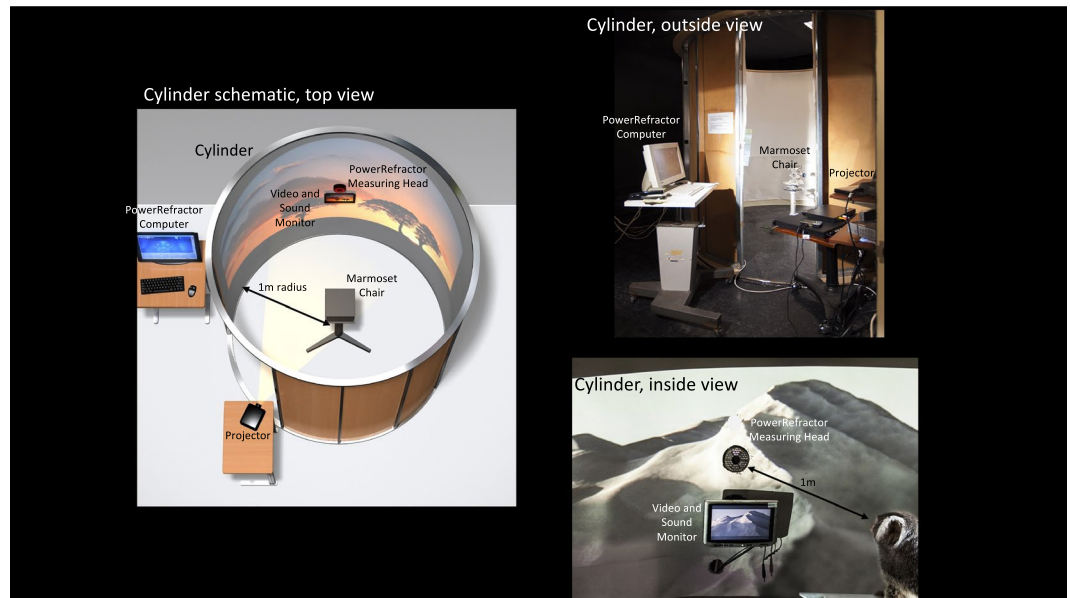 Cylinder schematic, top view
Cylinder
PowerRefractor
Measuring Head
Video and
Sound
Monitor
PowerRefractor
Computer
Marmoset
Chair
1m radius
Projector
Cylinder, outside view
PowerRefractor
Computer
Marmoset
Chair
Projector
Cylinder, inside view
PowerRefractor
Measuring Head
1m
Video and
Sound
Monitor